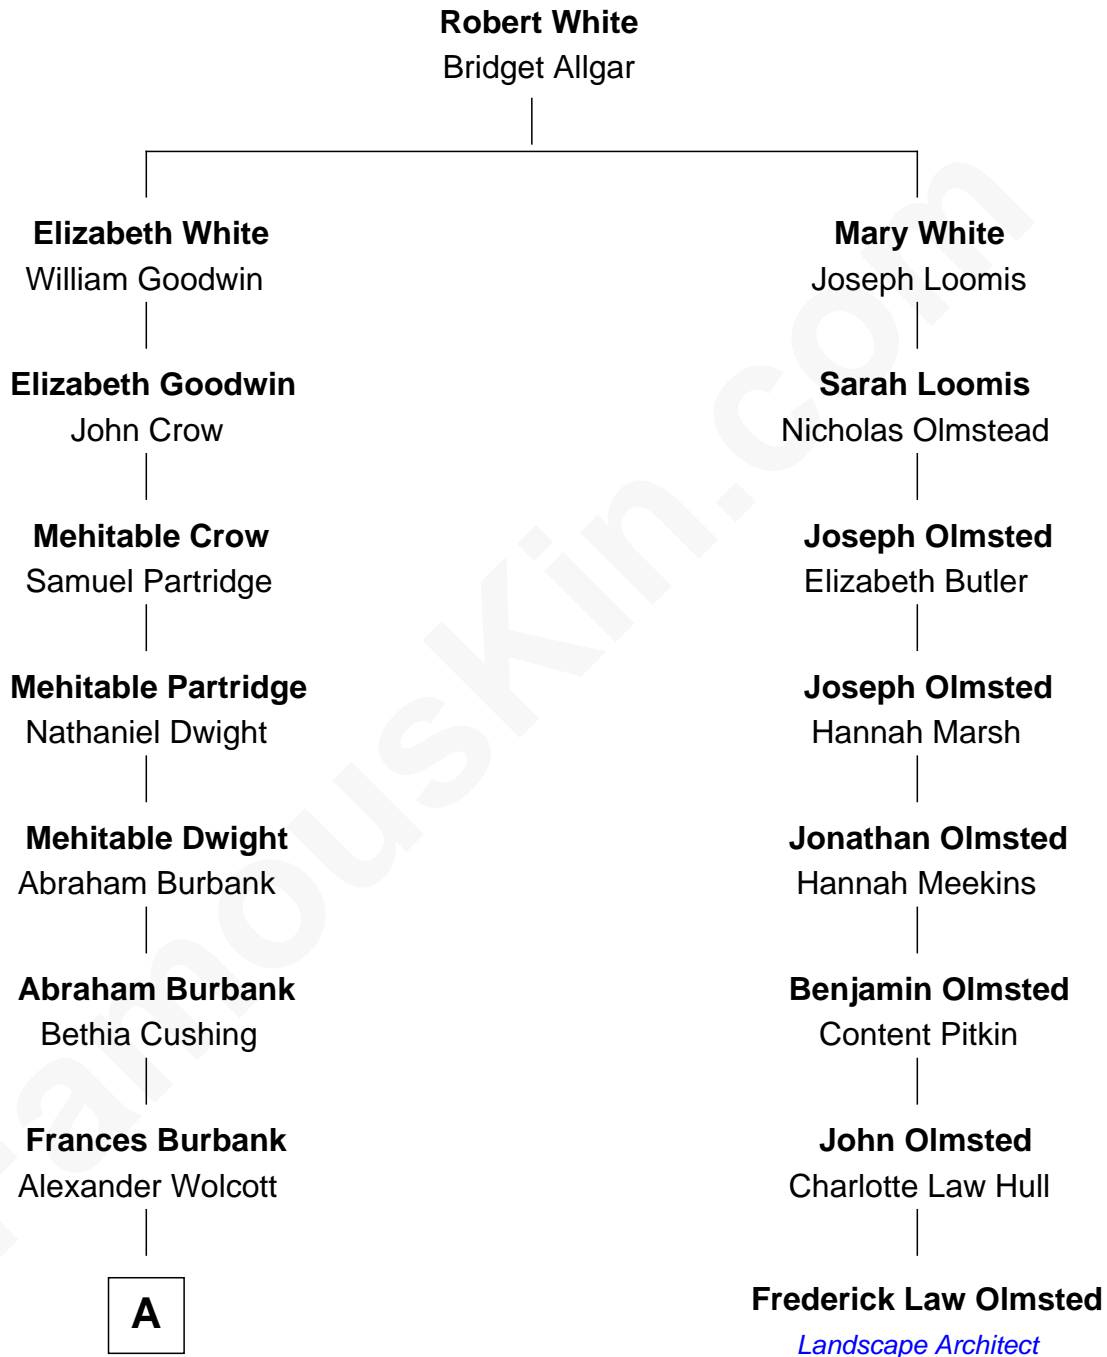 Robert White
Bridget Allgar
Elizabeth White
William Goodwin
Mary White
Joseph Loomis
Elizabeth Goodwin
John Crow
Sarah Loomis
Nicholas Olmstead
Mehitable Crow
Samuel Partridge
Joseph Olmsted
Elizabeth Butler
Mehitable Partridge
Nathaniel Dwight
Joseph Olmsted
Hannah Marsh
Mehitable Dwight
Abraham Burbank
Jonathan Olmsted
Hannah Meekins
Abraham Burbank
Bethia Cushing
Benjamin Olmsted
Content Pitkin
Frances Burbank
Alexander Wolcott
John Olmsted
Charlotte Law Hull
A
Frederick Law Olmsted
Landscape Architect
FamousKin.com